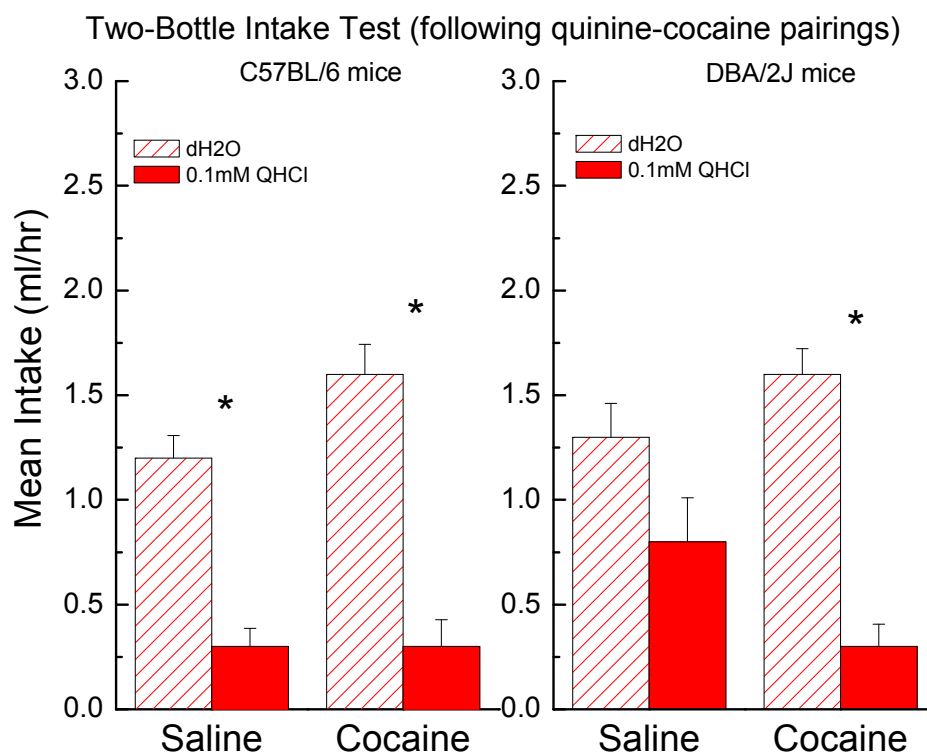 Two-Bottle Intake Test (following quinine-cocaine pairings)
C57BL/6 mice
dH2O
0.1mM QHCl
Mean Intake (ml/hr)
3.0
2.5
2.0
1.5
1.0
0.5
0.0
*
*
Saline
Cocaine
DBA/2J mice
dH2O
0.1mM QHCl
3.0
2.5
2.0
1.5
1.0
0.5
0.0
*
Saline
Cocaine